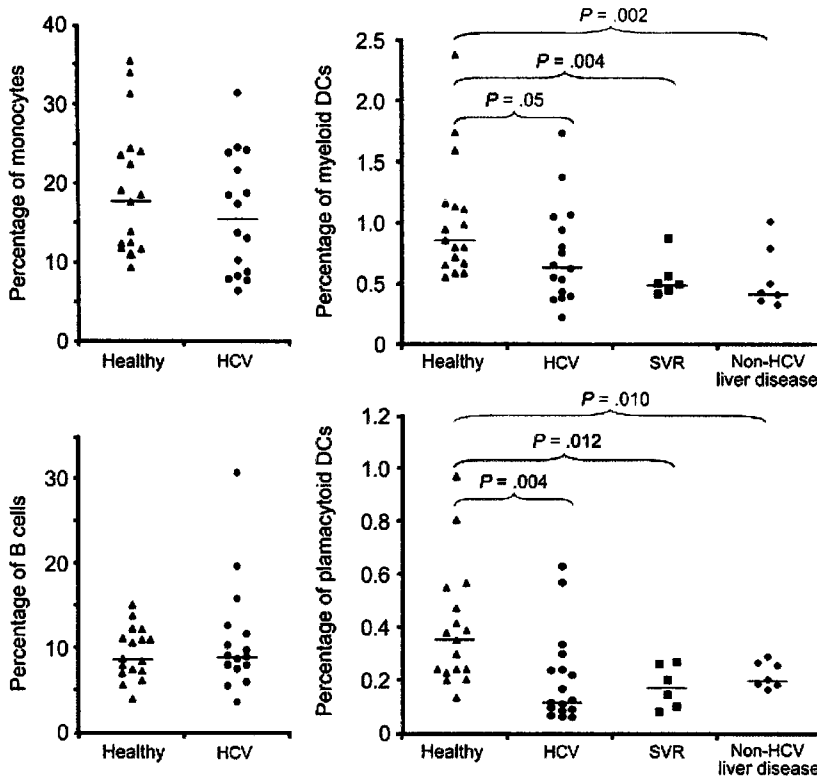 Percentage of monocytes
40
30
20
10
0
Healthy
HCV
Percentage of myeloid DCs
2.5
2.0
1.5
1.0
0.5
0
P = .002
P = .004
P = .05
Healthy
HCV
SVR
Non-HCV
liver disease
Percentage of B cells
30
20
10
0
Healthy
HCV
Percentage of plamacytoid DCs
1.2
1.0
0.8
0.6
0.4
0.2
0
P = .010
P = .012
P = .004
Healthy
HCV
SVR
Non-HCV
liver disease